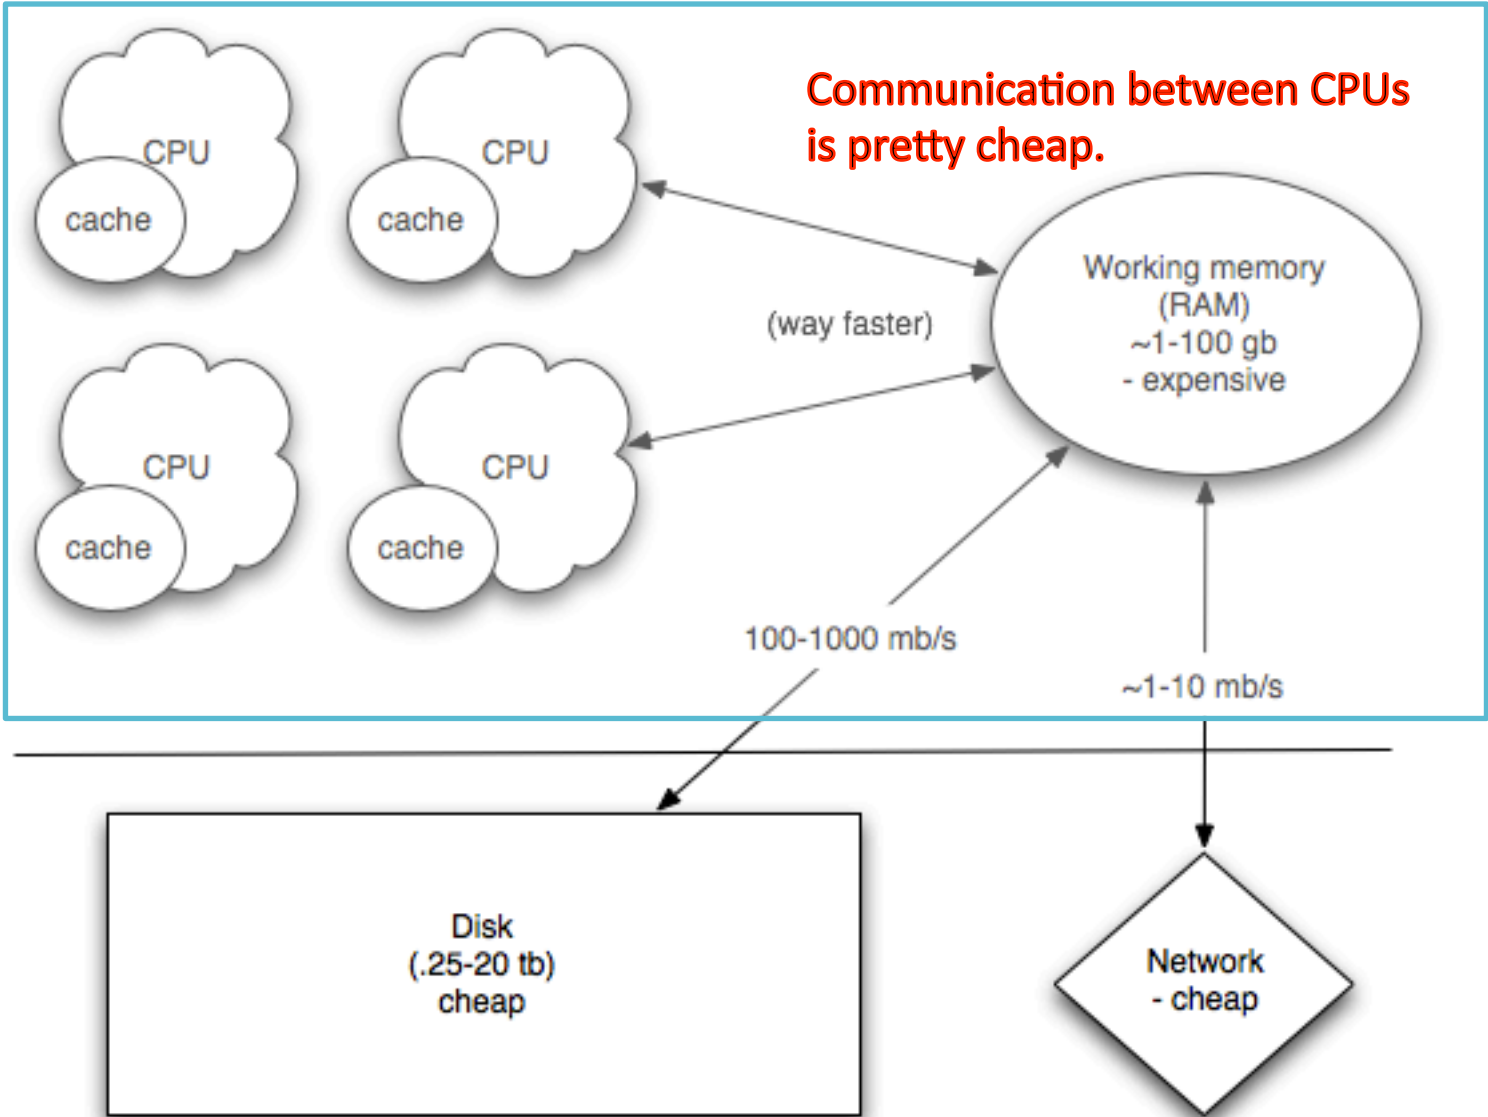 Communication between CPUs
is pretty cheap.
CPU
cache
CPU
cache
Working memory
(RAM)
~1-100 gb
- expensive
(way faster)
CPU
cache
CPU
cache
100-1000 mb/s
~1-10 mb/s
Disk
(.25-20 tb)
cheap
Network
- cheap